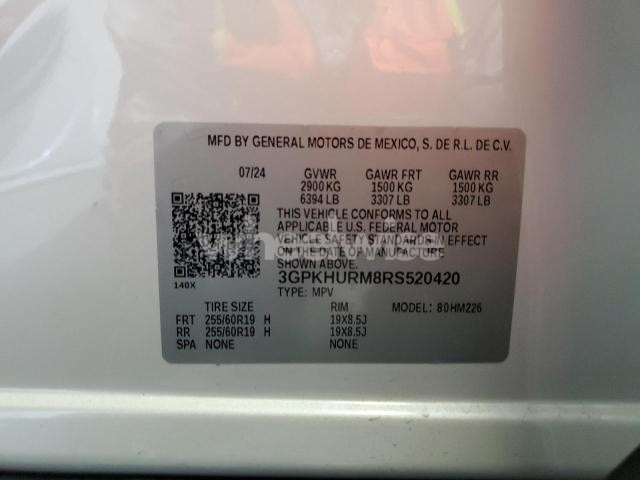 MFD BY GENERAL MOTORS DE MEXICO, S. DE R.L. DE C.V.
07/24 GVWR GAWR FRT GAWR RR
2900 KG 1500 KG 1500 KG
6394 LB 3307 LB 3307 LB
THIS VEHICLE CONFORMS TO ALL
APPLICABLE U.S. FEDERAL MOTOR
VEHICLE SAFETY STANDARDS IN EFFECT
ON THE DATE OF MANUFACTURE
SHOWN ABOVE.
3GPKHURM8RS520420
140X TYPE: MPV
TIRE SIZE RIM MODEL: 80HM226
FRT 255/60R19 H 19X8.5J
RR 255/60R19 H 19X8.5J
SPA NONE NONE